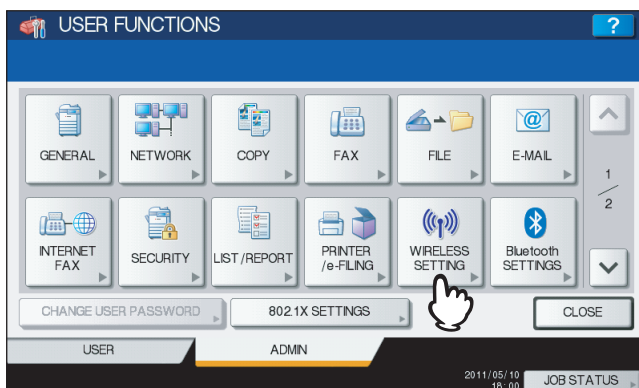 USER FUNCTIONS
?
GENERAL
NETWORK
COPY
FAX
FILE
E-MAIL
1
2
INTERNET
FAX
SECURITY
LIST/REPORT
PRINTER
/e-FILING
WIRELESS
SETTING
Bluetooth
SETTINGS
CHANGE USER PASSWORD
802.1X SETTINGS
CLOSE
USER
ADMIN
2011/05/10
18:00
JOB STATUS